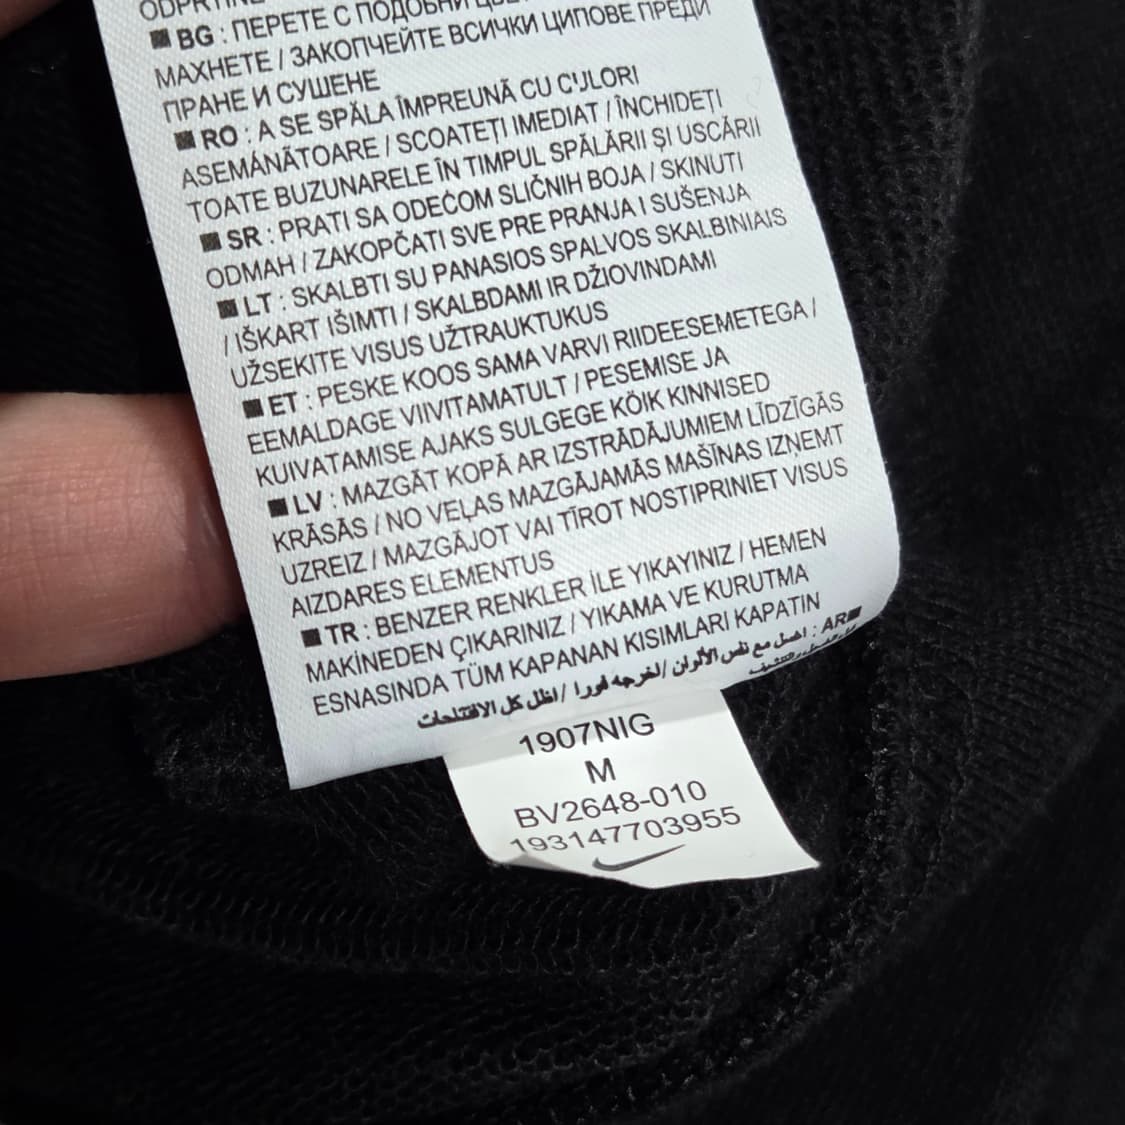 ■ BG : ПЕРЕТЕ С ПОДОБНИ
МАХНЕТЕ / ЗАКОПЧЕЙТЕ ВСИЧКИ ЦИПОВЕ ПРЕДИ
ПРАНЕ И СУШЕНЕ
■ RO : A SE SPĂLA ÎMPREUNĂ CU CULORI
ASEMĂNĂTOARE / SCOATEȚI IMEDIAT / ÎNCHIDEȚI
TOATE BUZUNARELE ÎN TIMPUL SPĂLĂRII ȘI USCĂRII
■ SR : PRATI SA ODEĆOM SLIČNIH BOJA / SKINUTI
ODMAH / ZAKOPČATI SVE PRE PRANJA I SUŠENJA
■ LT : SKALBTI SU PANASIOS SPALVOS SKALBINIAIS
/ IŠKART IŠIMTI / SKALBDAMI IR DŽIOVINDAMI
UŽSEKITE VISUS UŽTRAUKTUKUS
■ ET : PESKE KOOS SAMA VARVI RIIDEESEMETEGA /
EEMALDAGE VIIVITAMATULT / PESEMISE JA
KUIVATAMISE AJAKS SULGEGE KÕIK KINNISED
■ LV : MAZGĀT KOPĀ AR IZSTRĀDĀJUMIEM LĪDZĪGĀS
KRĀSĀS / NO VEĻAS MAZGĀJAMĀS MAŠĪNAS IZŅEMT
UZREIZ / MAZGĀJOT VAI TĪROT NOSTIPRINIET VISUS
AIZDARES ELEMENTUS
■ TR : BENZER RENKLER İLE YIKAYINIZ / HEMEN
MAKİNEDEN ÇIKARINIZ / YIKAMA VE KURUTMA
ESNASINDA TÜM KAPANAN KISIMLARI KAPATIN
■AR : اغسل مع نفس الألوان /اخرجه فورا /اغلق كل الافتتاحات
1907NIG
M
BV2648-010
193147703955